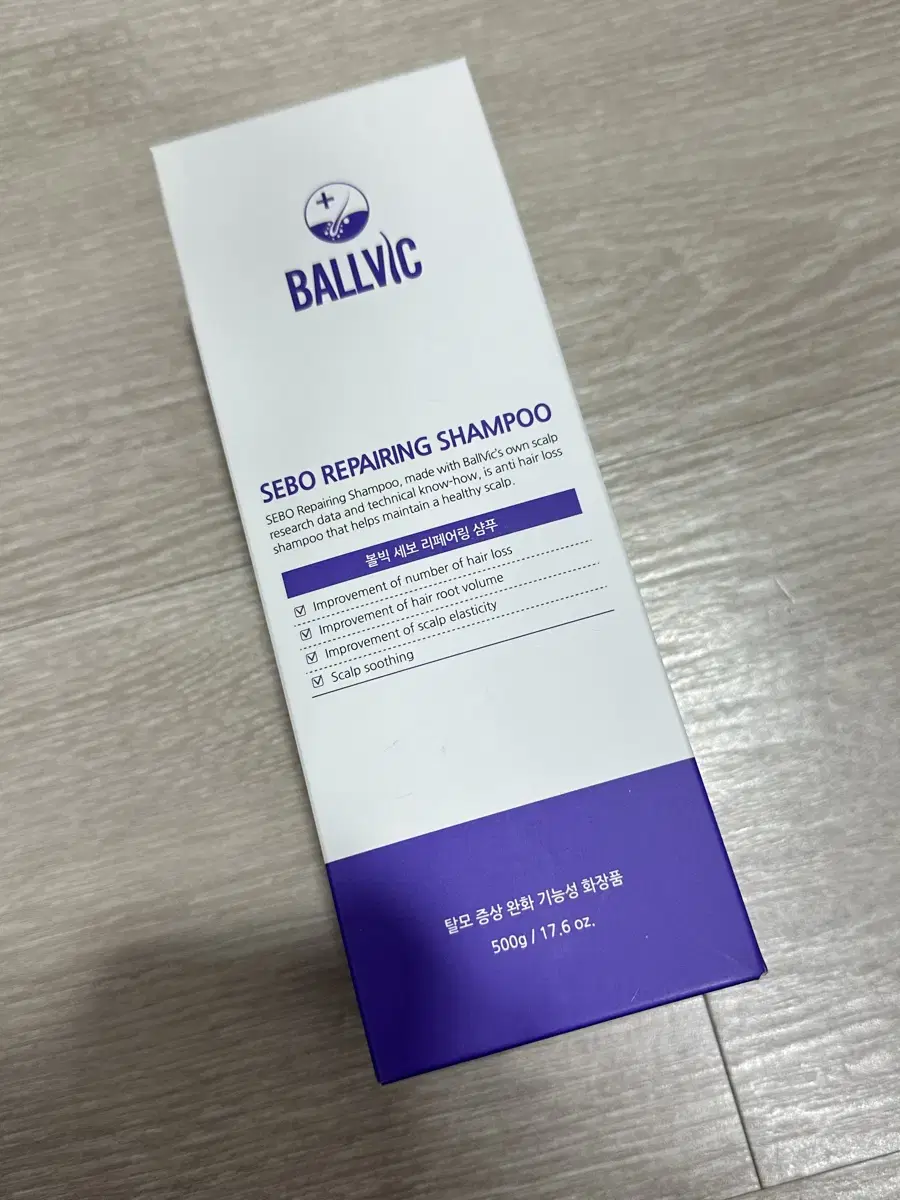 BALLVIC
SEBO REPAIRING SHAMPOO
SEBO Repairing Shampoo, made with BallVic's own scalp
research data and technical know-how, is anti hair loss
shampoo that helps maintain a healthy scalp.
볼빅 세보 리페어링 샴푸
Improvement of number of hair loss
Improvement of hair root volume
Improvement of scalp elasticity
Scalp soothing
탈모 증상 완화 기능성 화장품
500g / 17.6 oz.